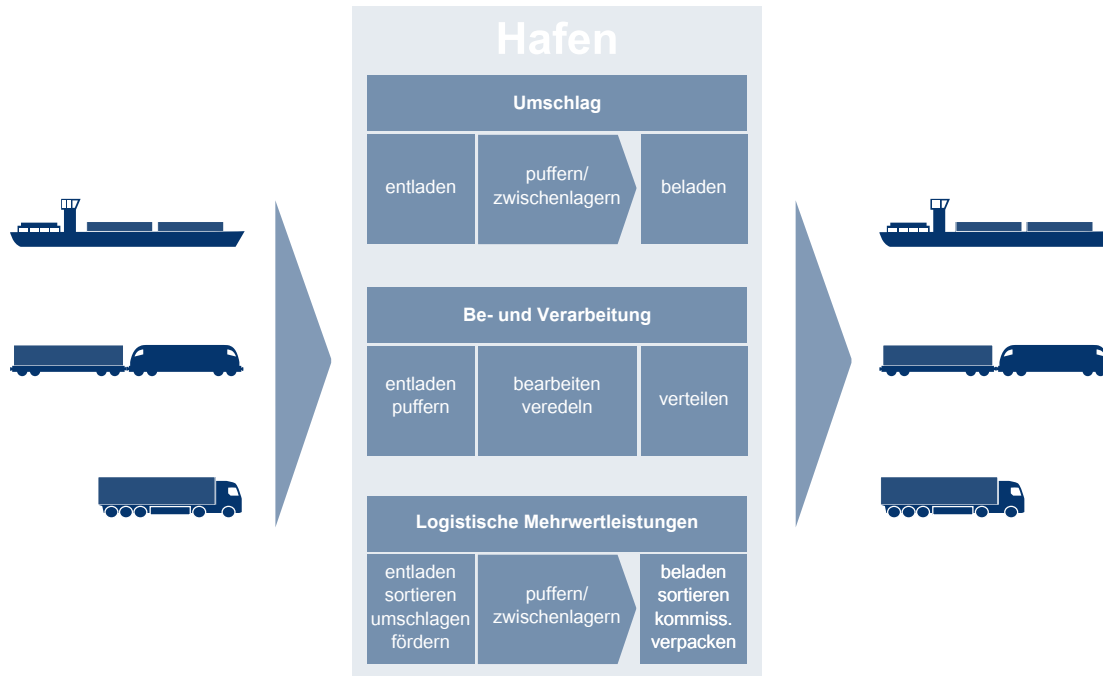 Hafen
Umschlag
entladen
puffern/
zwischenlagern
beladen
Be- und Verarbeitung
entladen
puffern
bearbeiten
veredeln
verteilen
Logistische Mehrwertleistungen
entladen
sortieren
umschlagen
fördern
puffern/
zwischenlagern
beladen
sortieren
kommiss.
verpacken